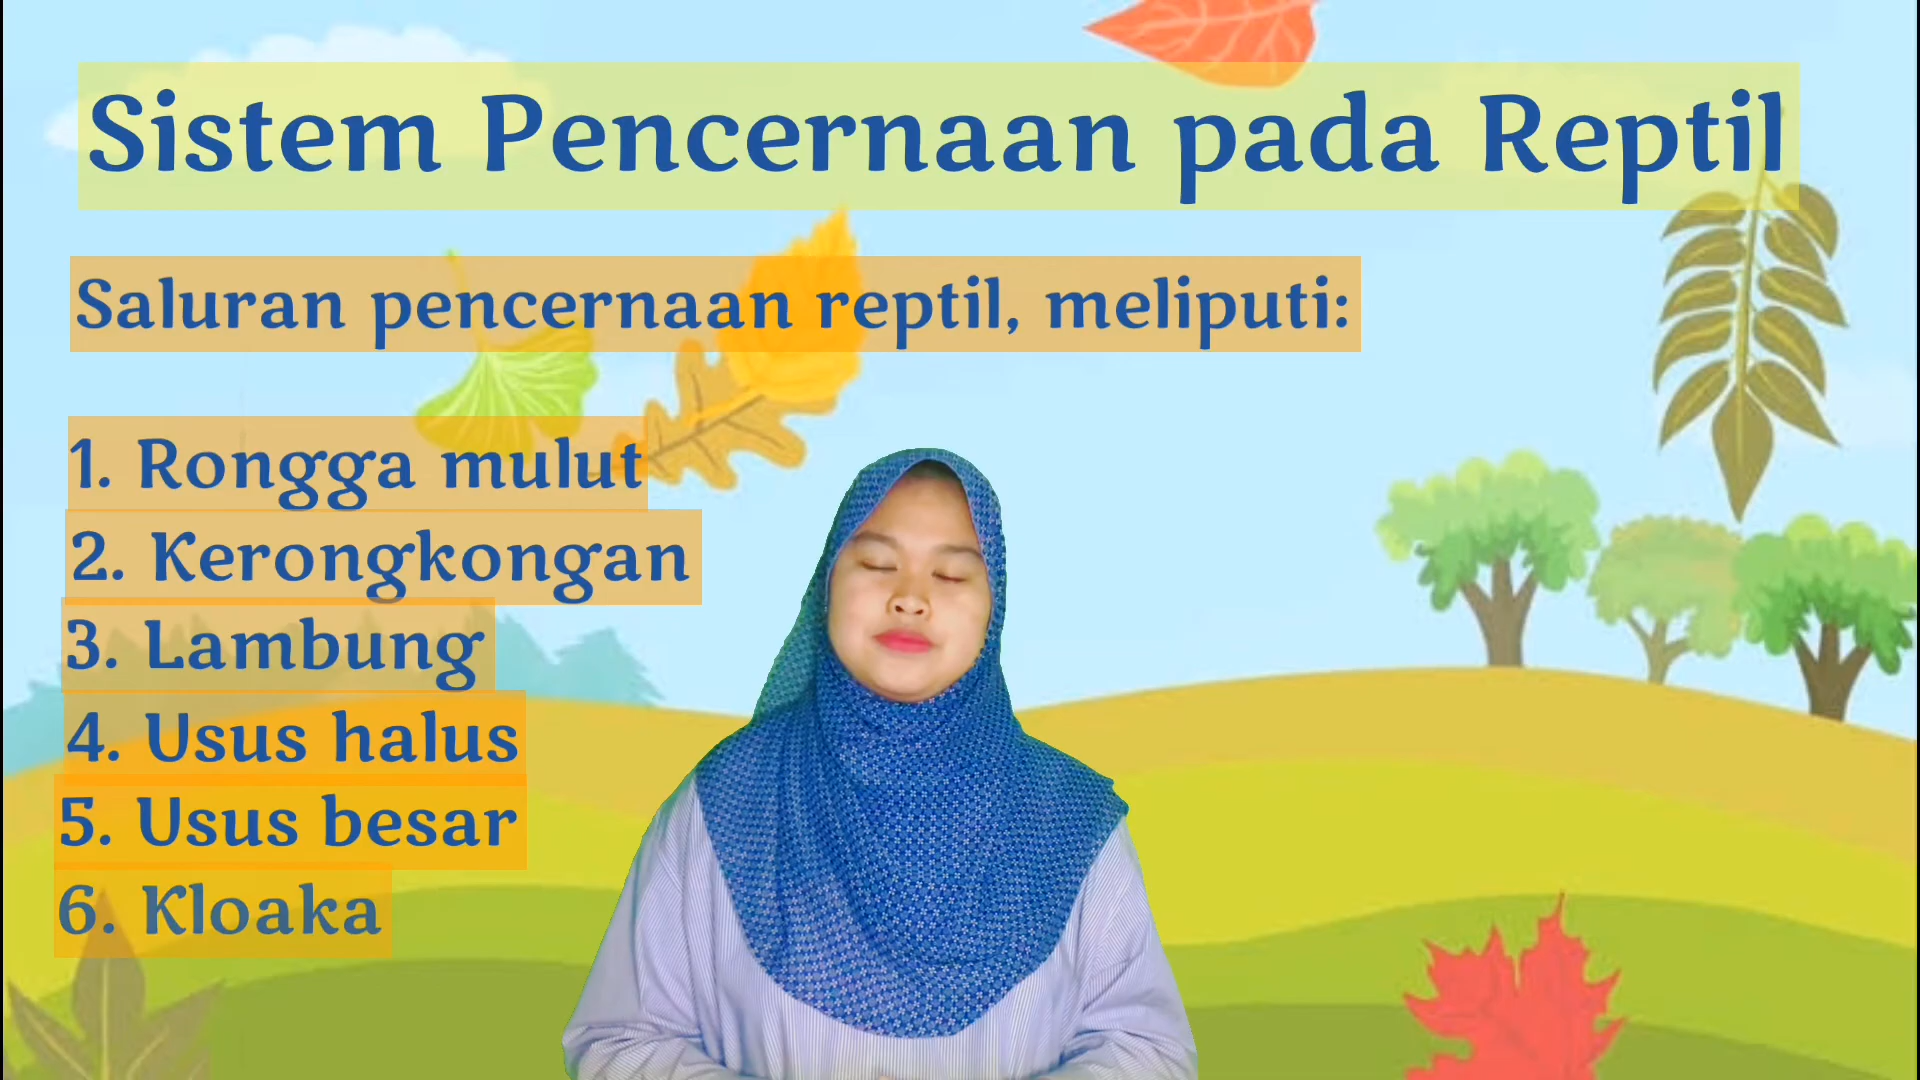 Sistem Pencernaan pada Reptil
Saluran pencernaan reptil, meliputi:
1. Rongga mulut
2. Kerongkongan
3. Lambung
4. Usus halus
5. Usus besar
6. Kloaka